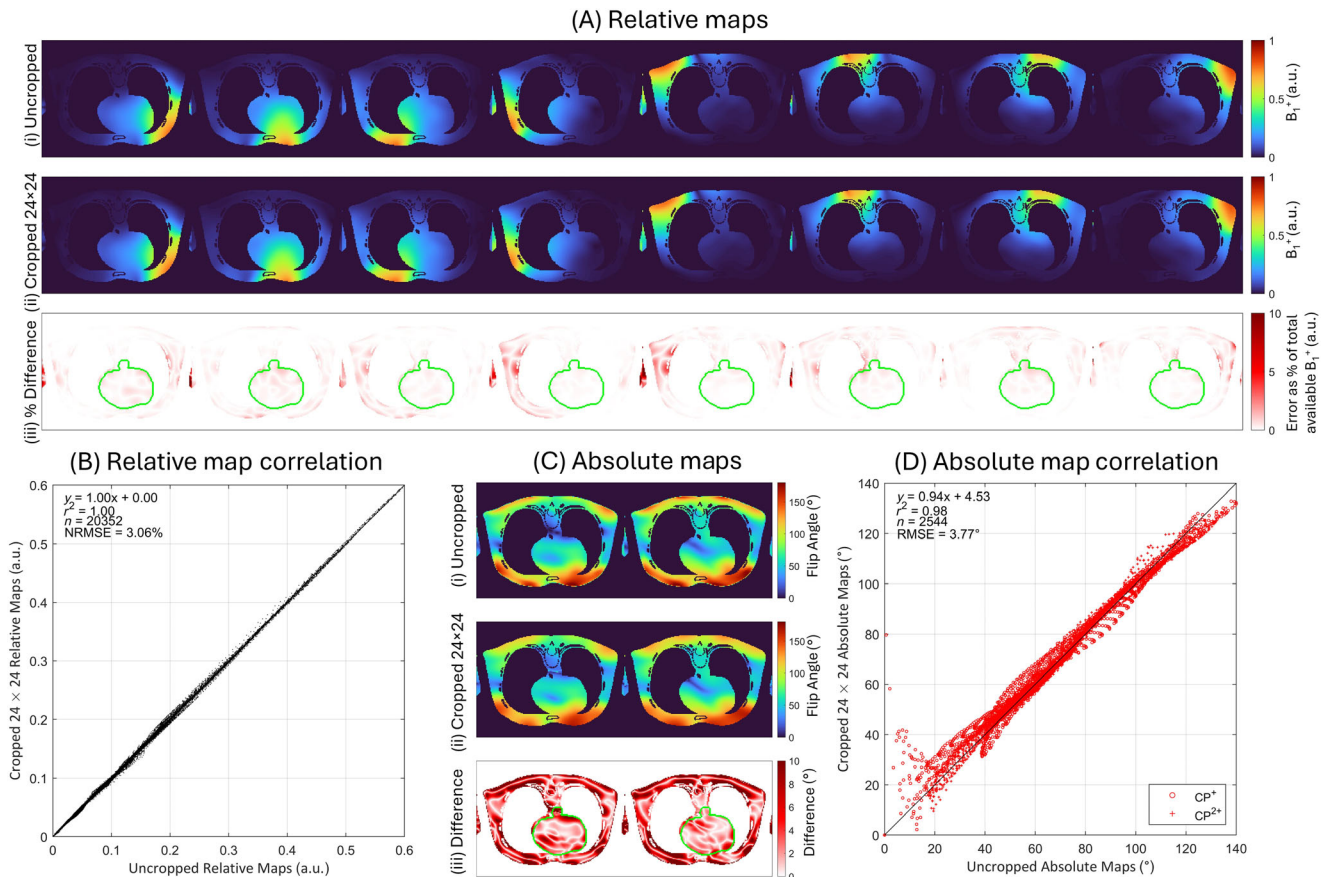 (A) Relative maps
(i) Uncropped
1
0.5
0
B₁⁺ (a.u.)
(ii) Cropped 24×24
1
0.5
0
B₁⁺ (a.u.)
(iii) % Difference
10
5
0
Error as % of total
available B₁⁺ (a.u.)
(B) Relative map correlation
y = 1.00x + 0.00
r² = 1.00
n = 20352
NRMSE = 3.06%
Cropped 24 × 24 Relative Maps (a.u.)
0.6
0.5
0.4
0.3
0.2
0.1
0
0 0.1 0.2 0.3 0.4 0.5 0.6
Uncropped Relative Maps (a.u.)
(C) Absolute maps
(i) Uncropped
150
100
50
0
Flip Angle (°)
(ii) Cropped 24×24
150
100
50
0
Flip Angle (°)
(iii) Difference
10
8
6
4
2
0
Difference (°)
(D) Absolute map correlation
y = 0.94x + 4.53
r² = 0.98
n = 2544
RMSE = 3.77°
Cropped 24 × 24 Absolute Maps (°)
140
120
100
80
60
40
20
0
CP⁺
CP²⁺
0 20 40 60 80 100 120 140
Uncropped Absolute Maps (°)